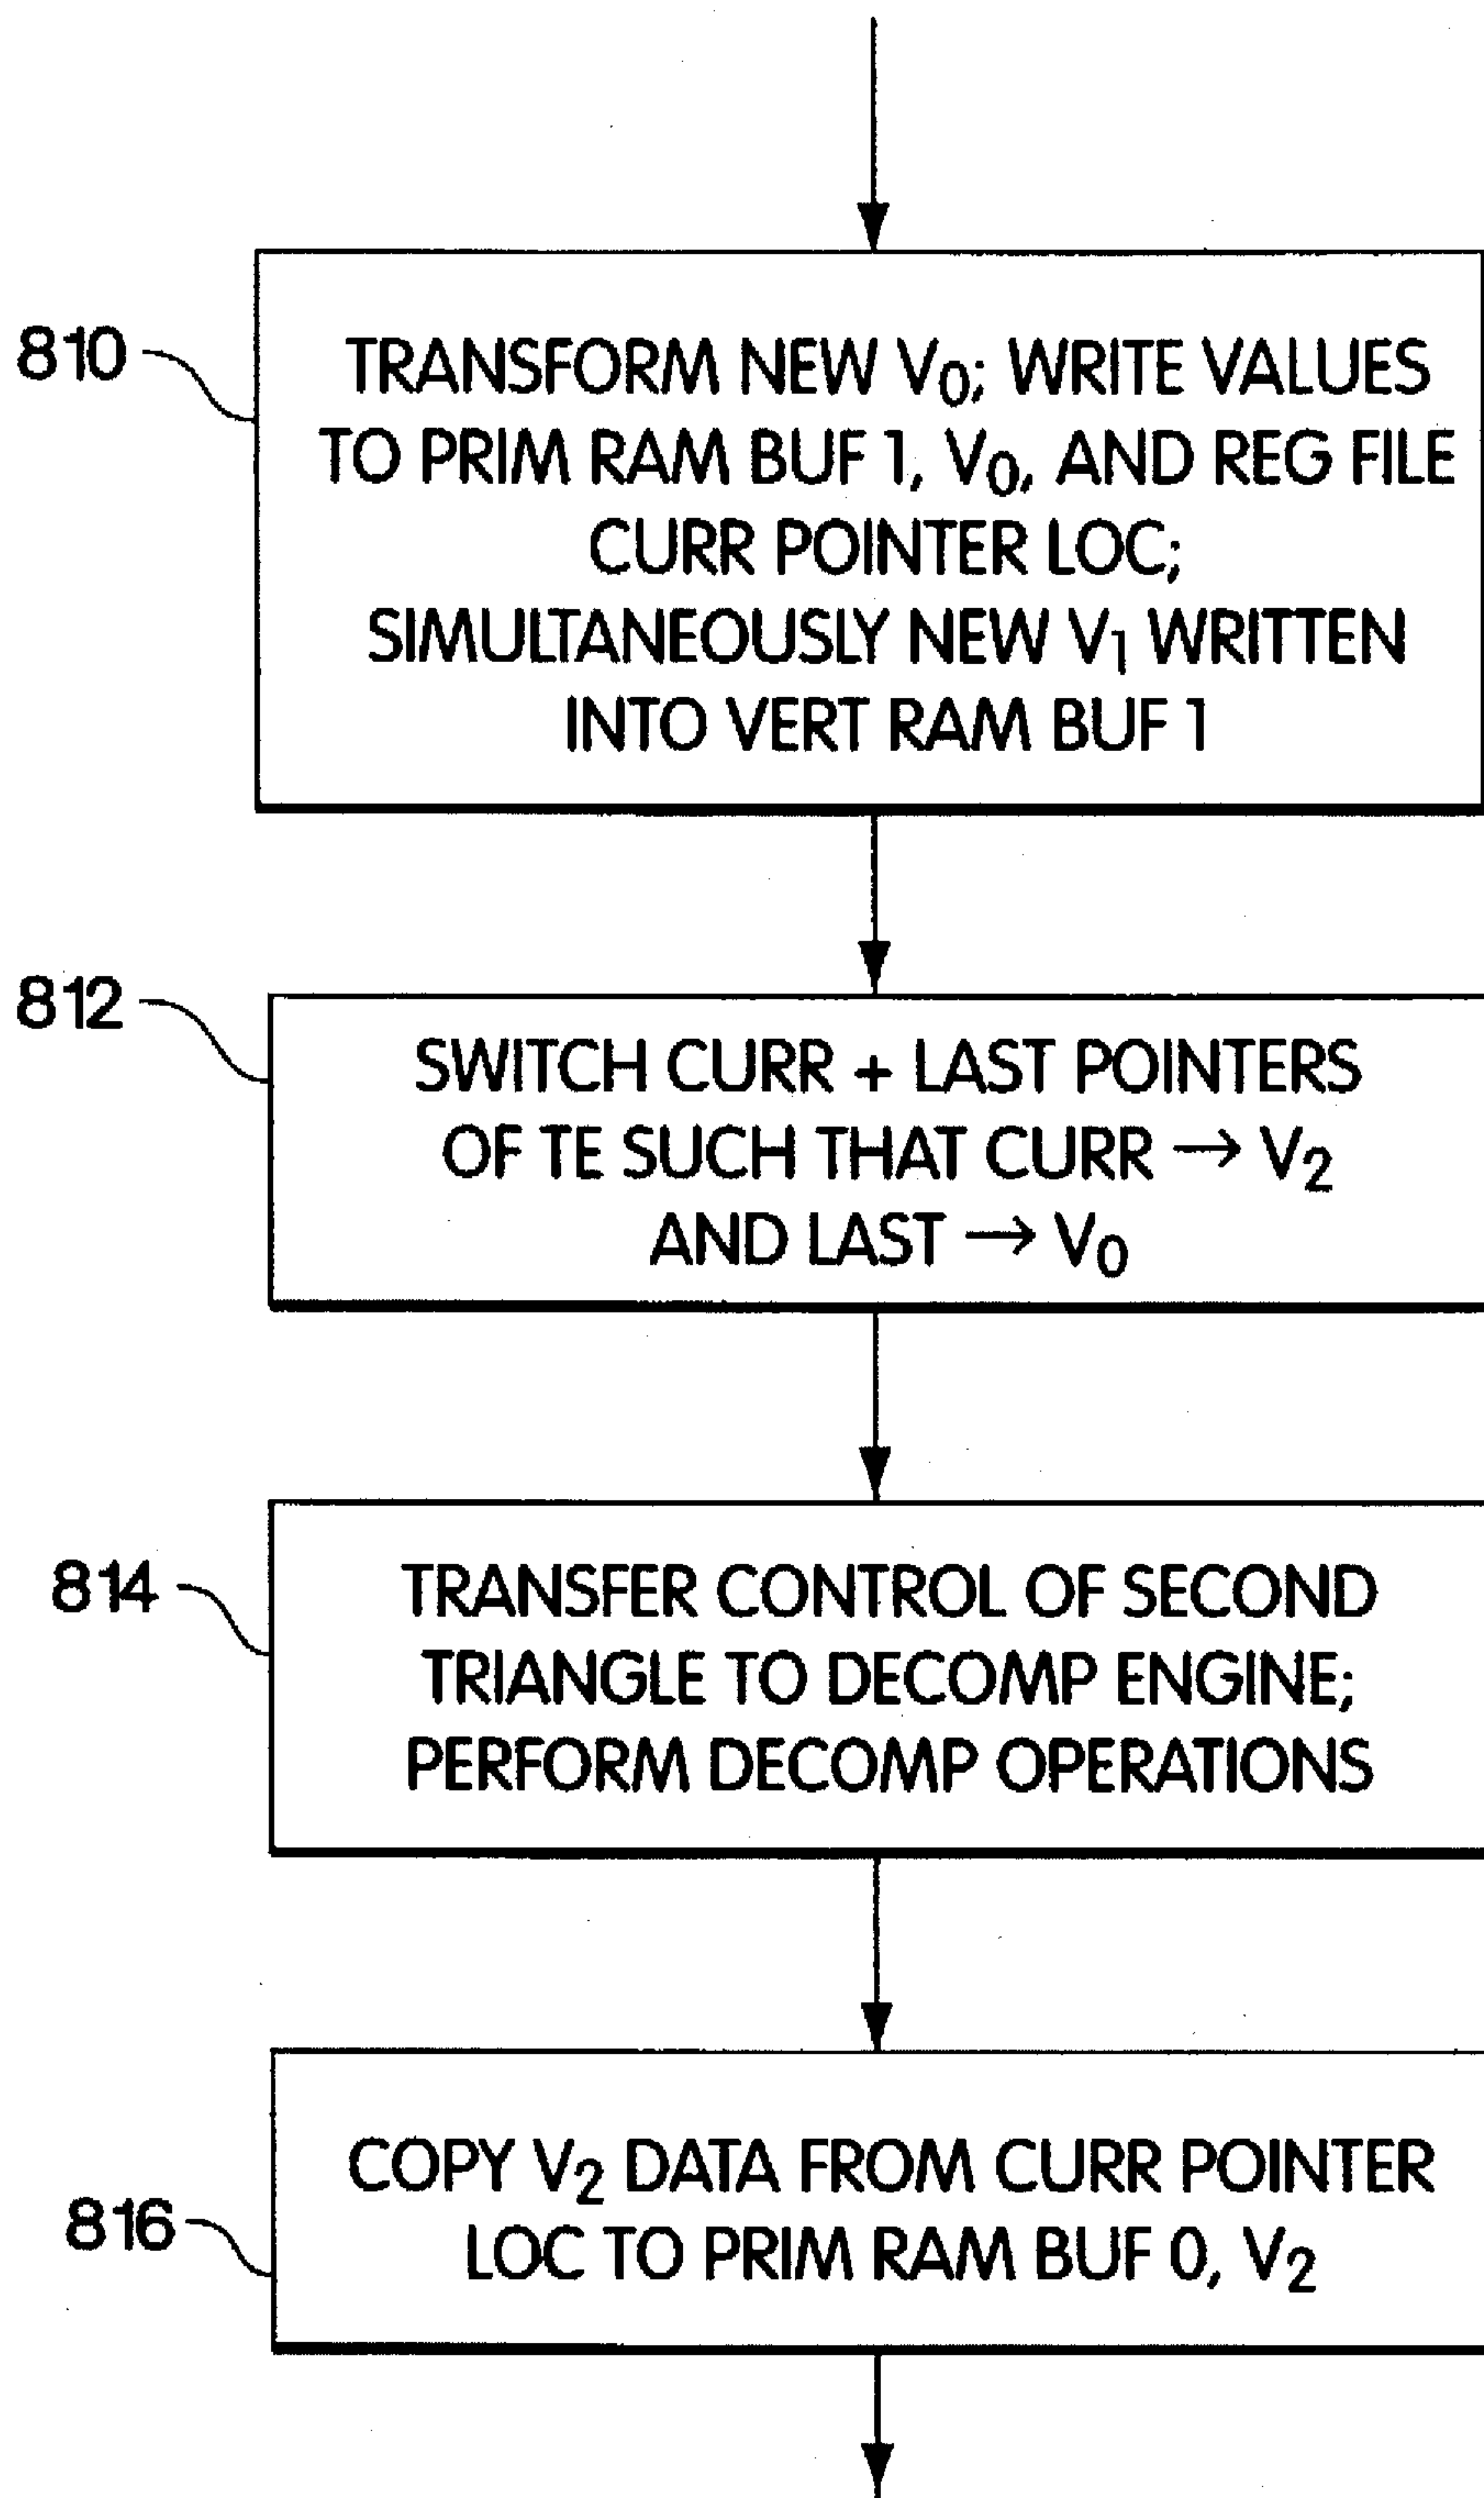 810
TRANSFORM NEW V0; WRITE VALUES
TO PRIM RAM BUF 1, V0, AND REG FILE
CURR POINTER LOC;
SIMULTANEOUSLY NEW V1 WRITTEN
INTO VERT RAM BUF 1
812
SWITCH CURR + LAST POINTERS
OF TE SUCH THAT CURR → V2
AND LAST → V0
814
TRANSFER CONTROL OF SECOND
TRIANGLE TO DECOMP ENGINE;
PERFORM DECOMP OPERATIONS
816
COPY V2 DATA FROM CURR POINTER
LOC TO PRIM RAM BUF 0, V2